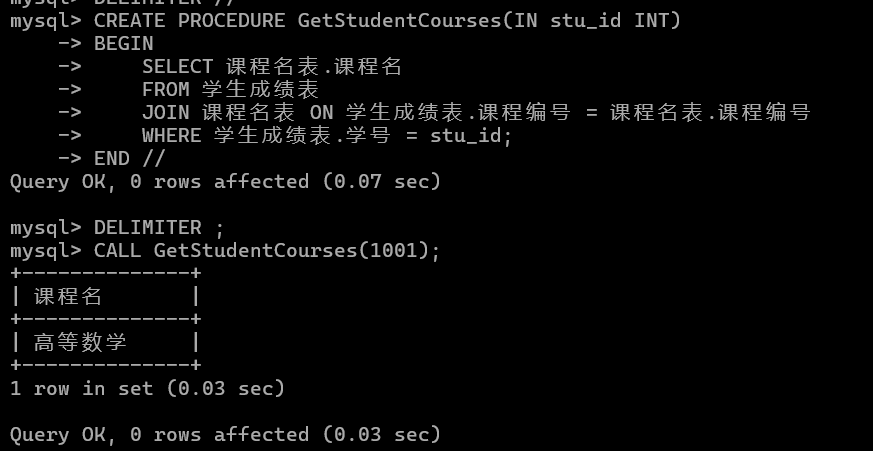 mysql> DELIMITER //
mysql> CREATE PROCEDURE GetStudentCourses(IN stu_id INT)
    -> BEGIN
    ->     SELECT 课程名表.课程名
    ->     FROM 学生成绩表
    ->     JOIN 课程名表 ON 学生成绩表.课程编号 = 课程名表.课程编号
    ->     WHERE 学生成绩表.学号 = stu_id;
    -> END //
Query OK, 0 rows affected (0.07 sec)
mysql> DELIMITER ;
mysql> CALL GetStudentCourses(1001);
+--------------+
| 课程名       |
+--------------+
| 高等数学     |
+--------------+
1 row in set (0.03 sec)
Query OK, 0 rows affected (0.03 sec)